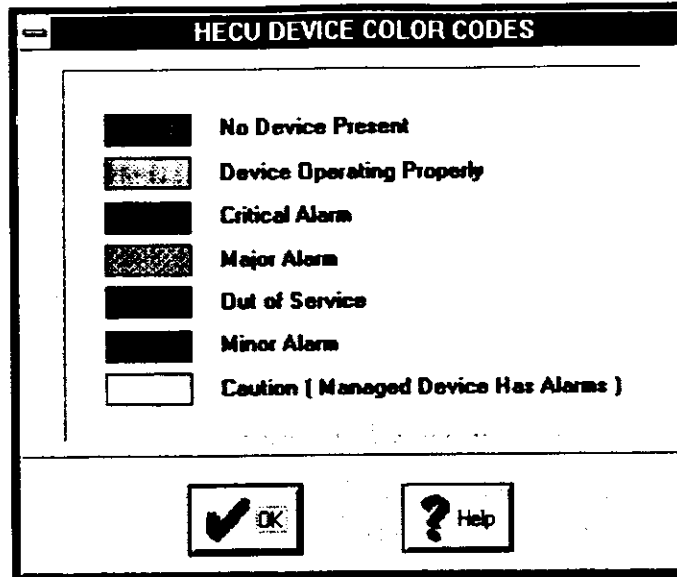 HECU DEVICE COLOR CODES
No Device Present
Device Operating Properly
Critical Alarm
Major Alarm
Out of Service
Minor Alarm
Caution ( Managed Device Has Alarms )
OK
Help